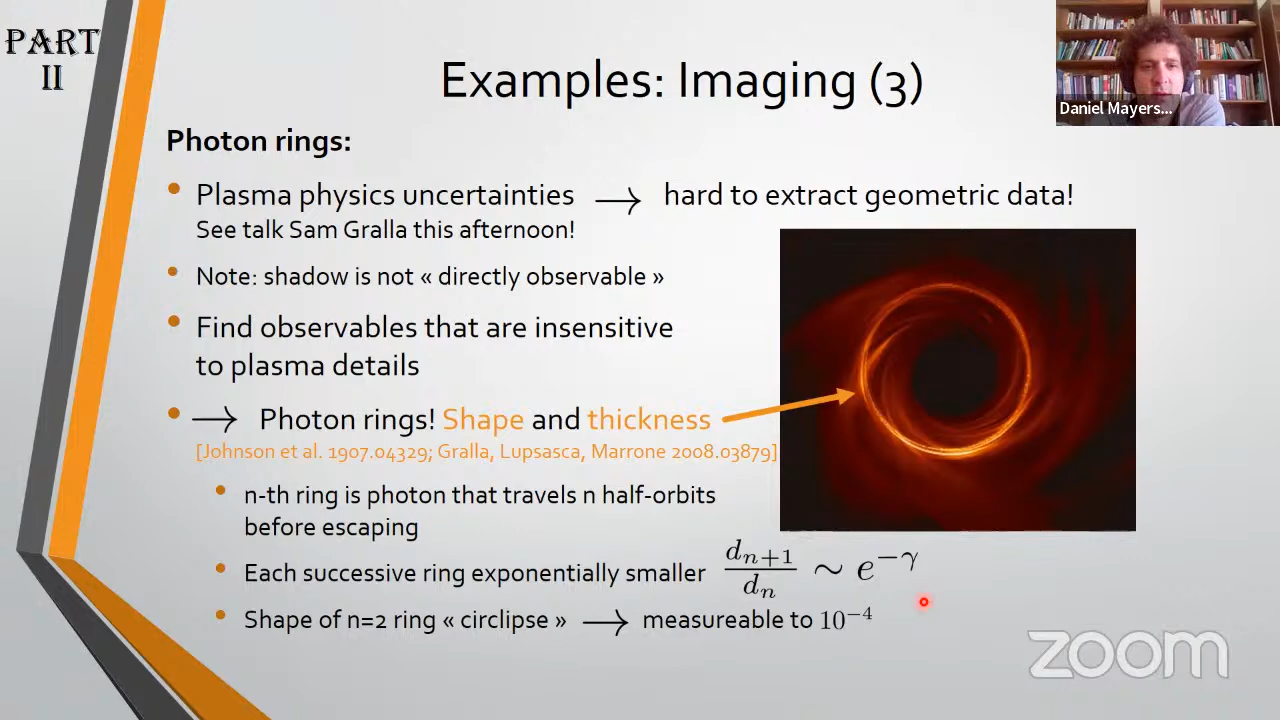 PART
II
Examples: Imaging (3)
Daniel Mayers...
Photon rings:
Plasma physics uncertainties → hard to extract geometric data!
See talk Sam Gralla this afternoon!
Note: shadow is not « directly observable »
Find observables that are insensitive
to plasma details
→ Photon rings! Shape and thickness
[Johnson et al. 1907.04329; Gralla, Lupsasca, Marrone 2008.03879]
n-th ring is photon that travels n half-orbits
before escaping
Each successive ring exponentially smaller d_{n+1}/d_n ∼ e^{−γ}
Shape of n=2 ring « circlipse » → measureable to 10^{−4}
zoom